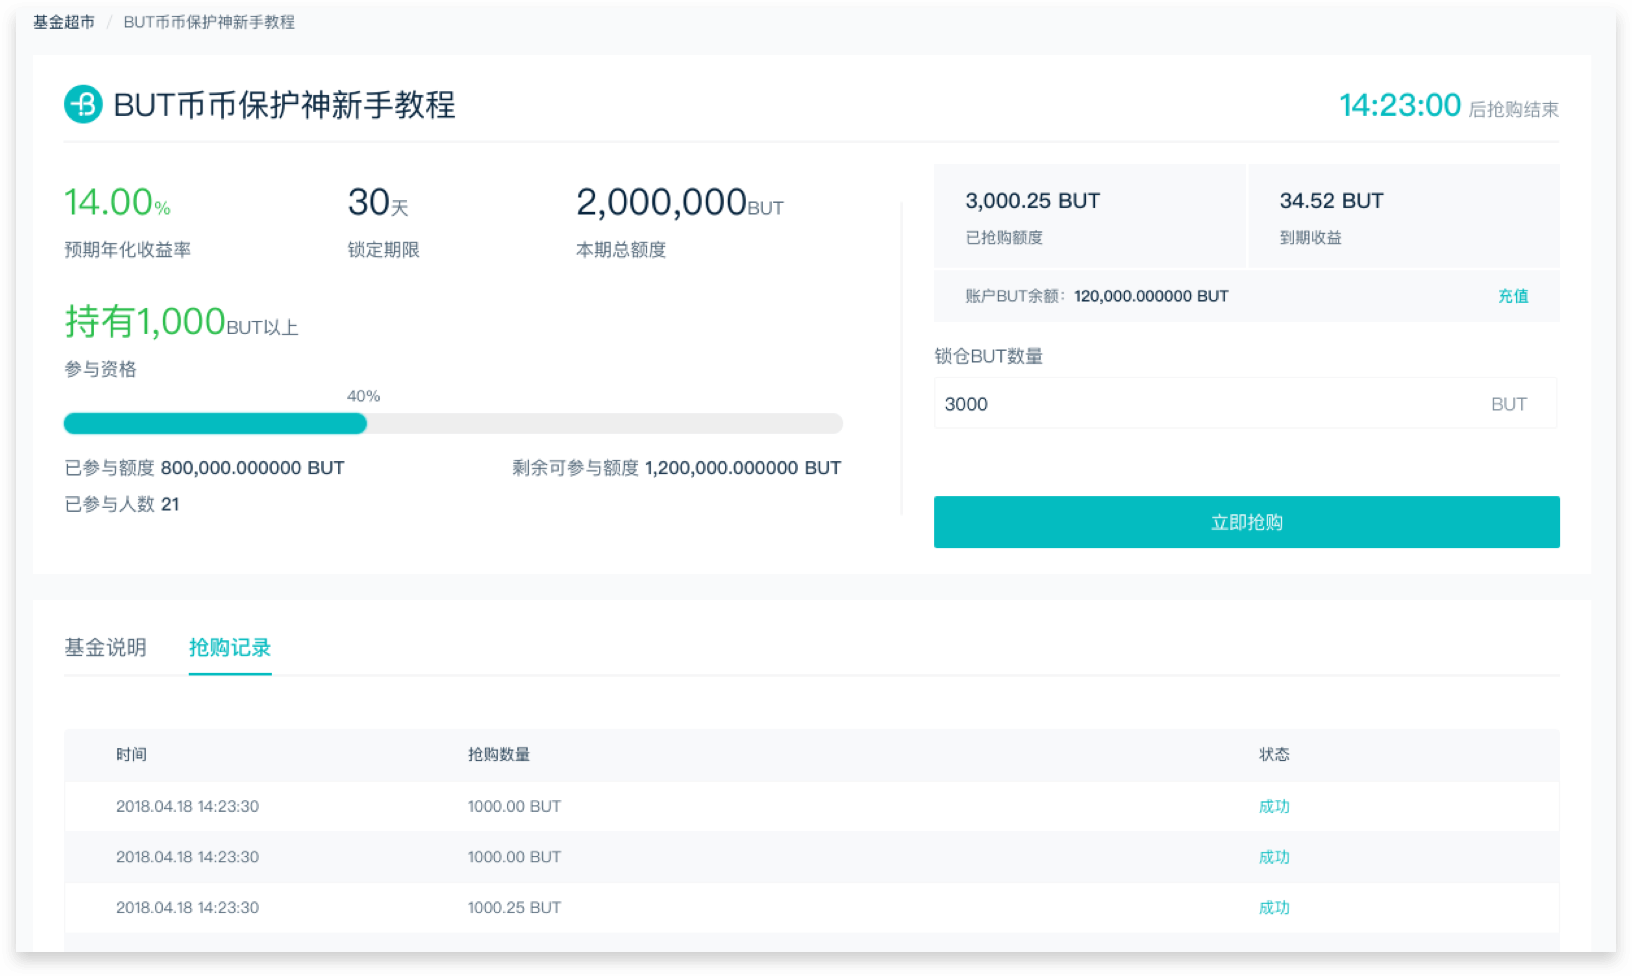 基金超市 / BUT币币保护神新手教程
BUT币币保护神新手教程
14:23:00 后抢购结束
14.00%
预期年化收益率
30天
锁定期限
2,000,000BUT
本期总额度
持有1,000BUT以上
参与资格
40%
已参与额度 800,000.000000 BUT
剩余可参与额度 1,200,000.000000 BUT
已参与人数 21
3,000.25 BUT
已抢购额度
34.52 BUT
到期收益
账户BUT余额： 120,000.000000 BUT
充值
锁仓BUT数量
3000 BUT
立即抢购
基金说明 抢购记录
时间 抢购数量 状态
2018.04.18 14:23:30 1000.00 BUT 成功
2018.04.18 14:23:30 1000.00 BUT 成功
2018.04.18 14:23:30 1000.25 BUT 成功